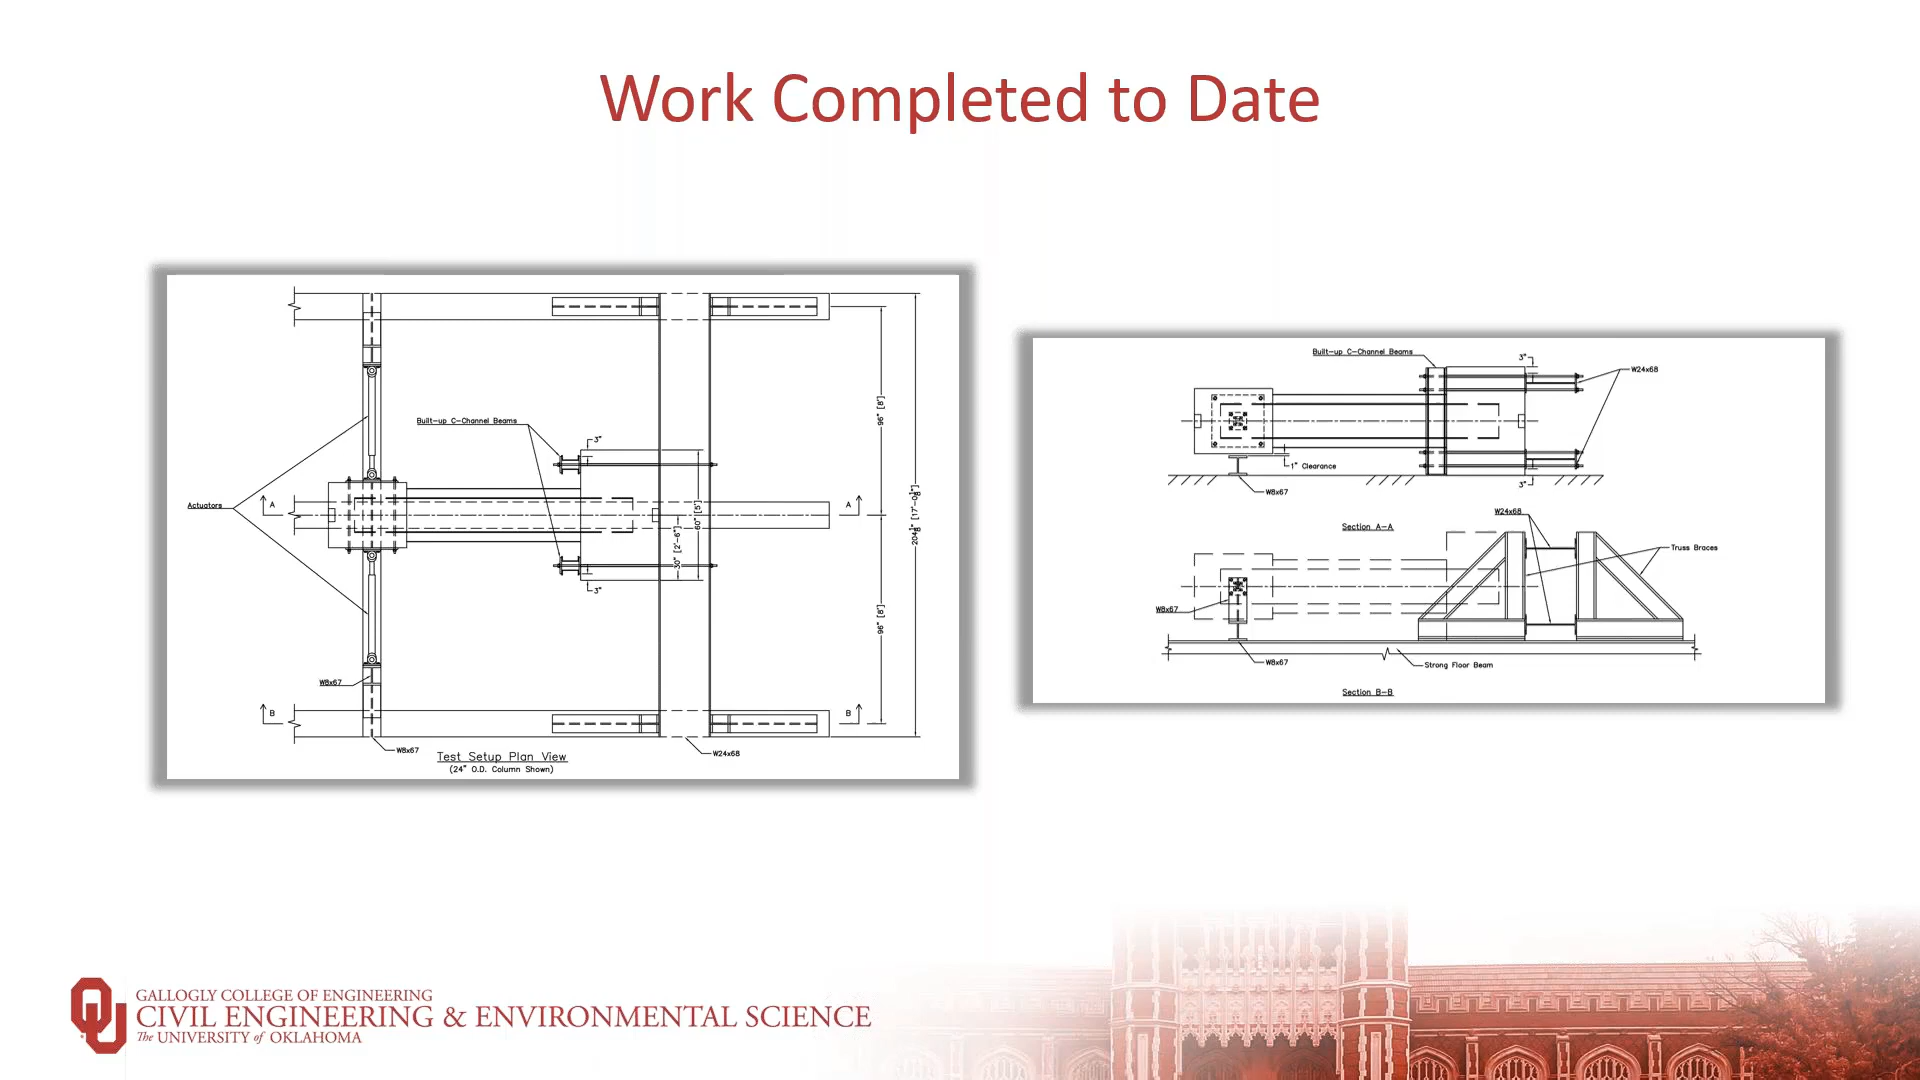 Work Completed to Date
Built-up C-Channel Beams
3"
Actuators
A
A
96" [8']
60" [5']
30" [2'-6"]
96" [8']
3"
W8x67
B
B
W8x67
W24x68
Test Setup Plan View
(24" O.D. Column Shown)
Built-up C-Channel Beams
3"
W24x68
1" Clearance
W8x67
3"
Section A-A
W24x68
Truss Braces
W8x67
W8x67
Strong Floor Beam
Section B-B
OU
GALLOGLY COLLEGE OF ENGINEERING
CIVIL ENGINEERING & ENVIRONMENTAL SCIENCE
The UNIVERSITY of OKLAHOMA